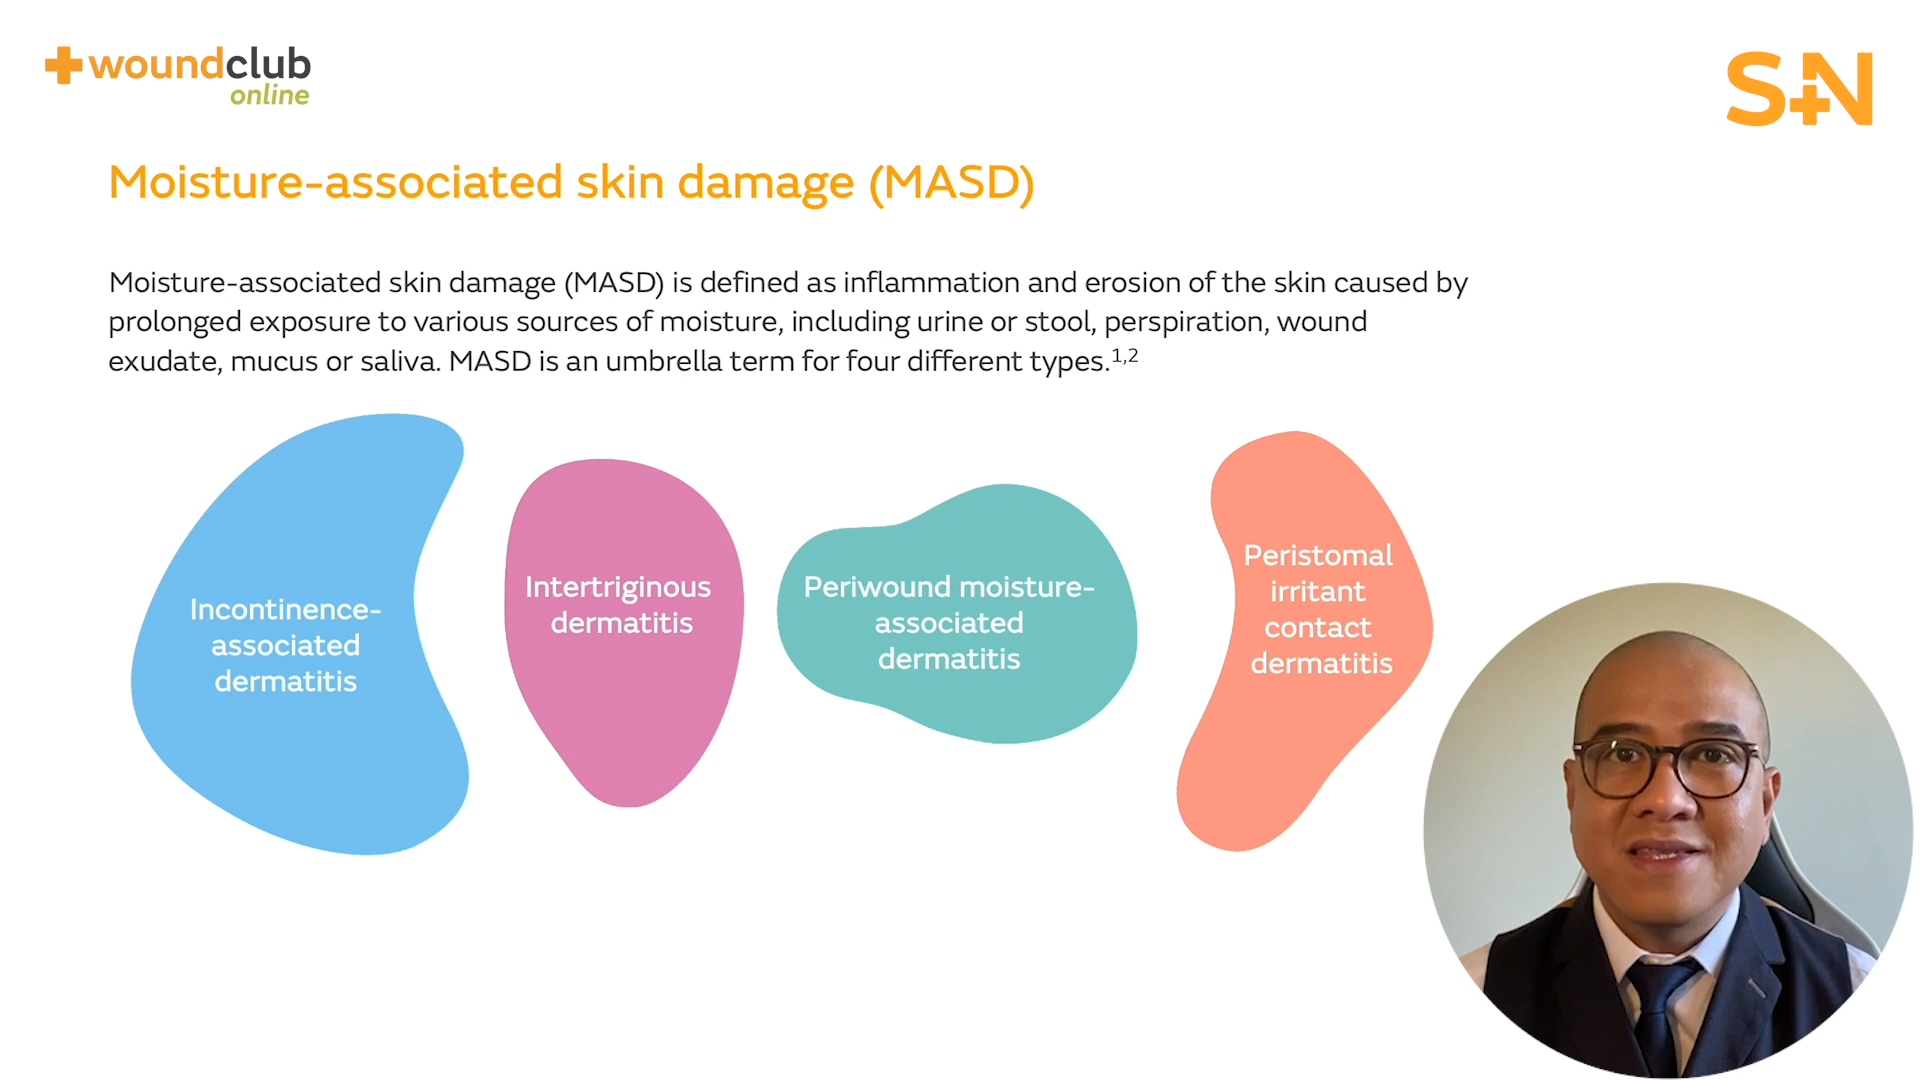 woundclub
online
S+N
Moisture-associated skin damage (MASD)
Moisture-associated skin damage (MASD) is defined as inflammation and erosion of the skin caused by
prolonged exposure to various sources of moisture, including urine or stool, perspiration, wound
exudate, mucus or saliva. MASD is an umbrella term for four different types.1,2
Incontinence-
associated
dermatitis
Intertriginous
dermatitis
Periwound moisture-
associated
dermatitis
Peristomal
irritant
contact
dermatitis